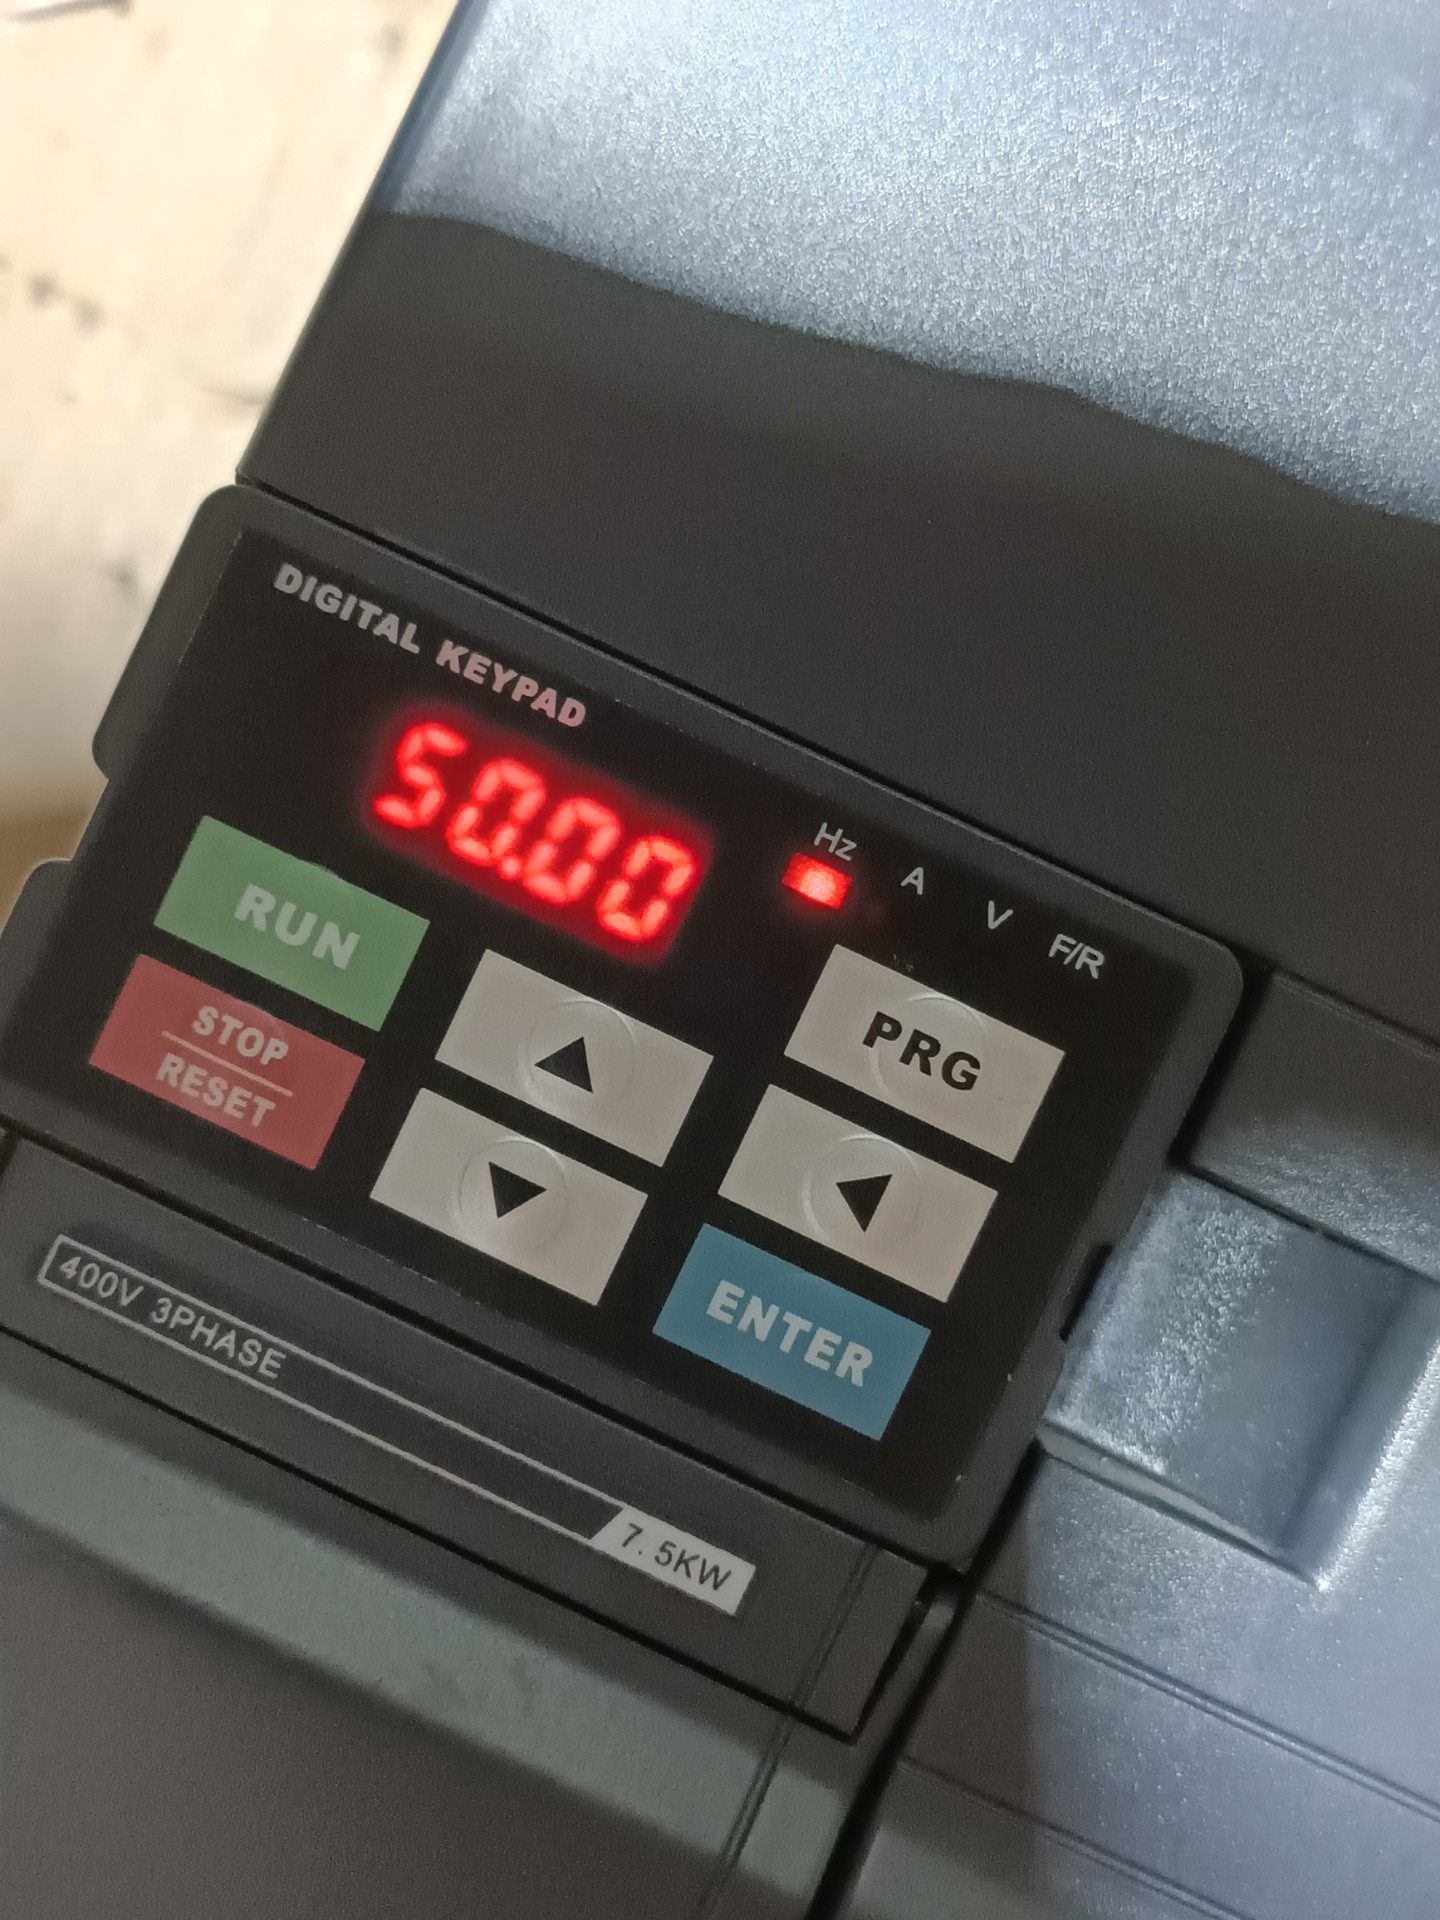 DIGITAL KEYPAD
50.00
Hz
A
V
F/R
RUN
STOP
RESET
PRG
ENTER
400V 3PHASE
7.5KW